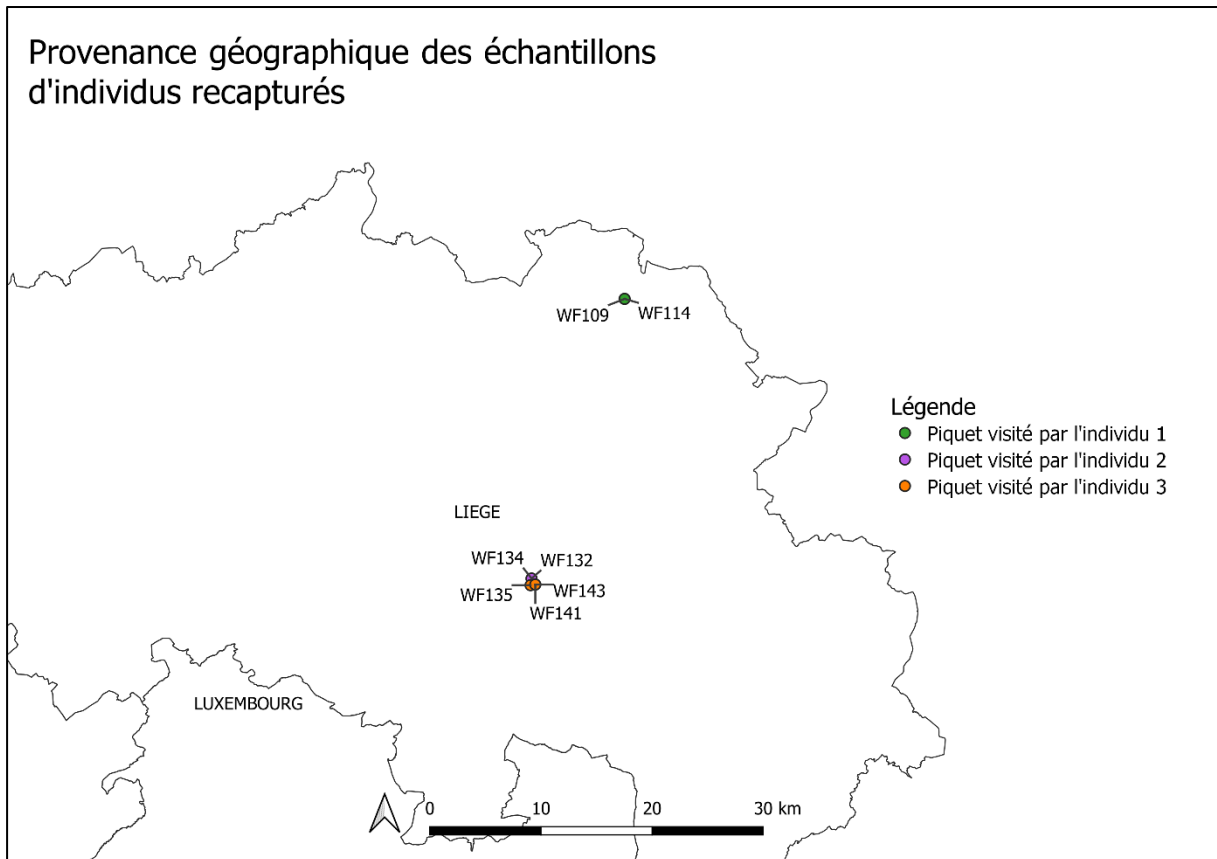 Provenance géographique des échantillons
d'individus recapturés
WF109
WF114
Légende
Piquet visité par l'individu 1
Piquet visité par l'individu 2
Piquet visité par l'individu 3
LIEGE
WF134
WF132
WF135
WF143
WF141
LUXEMBOURG
0 10 20 30 km